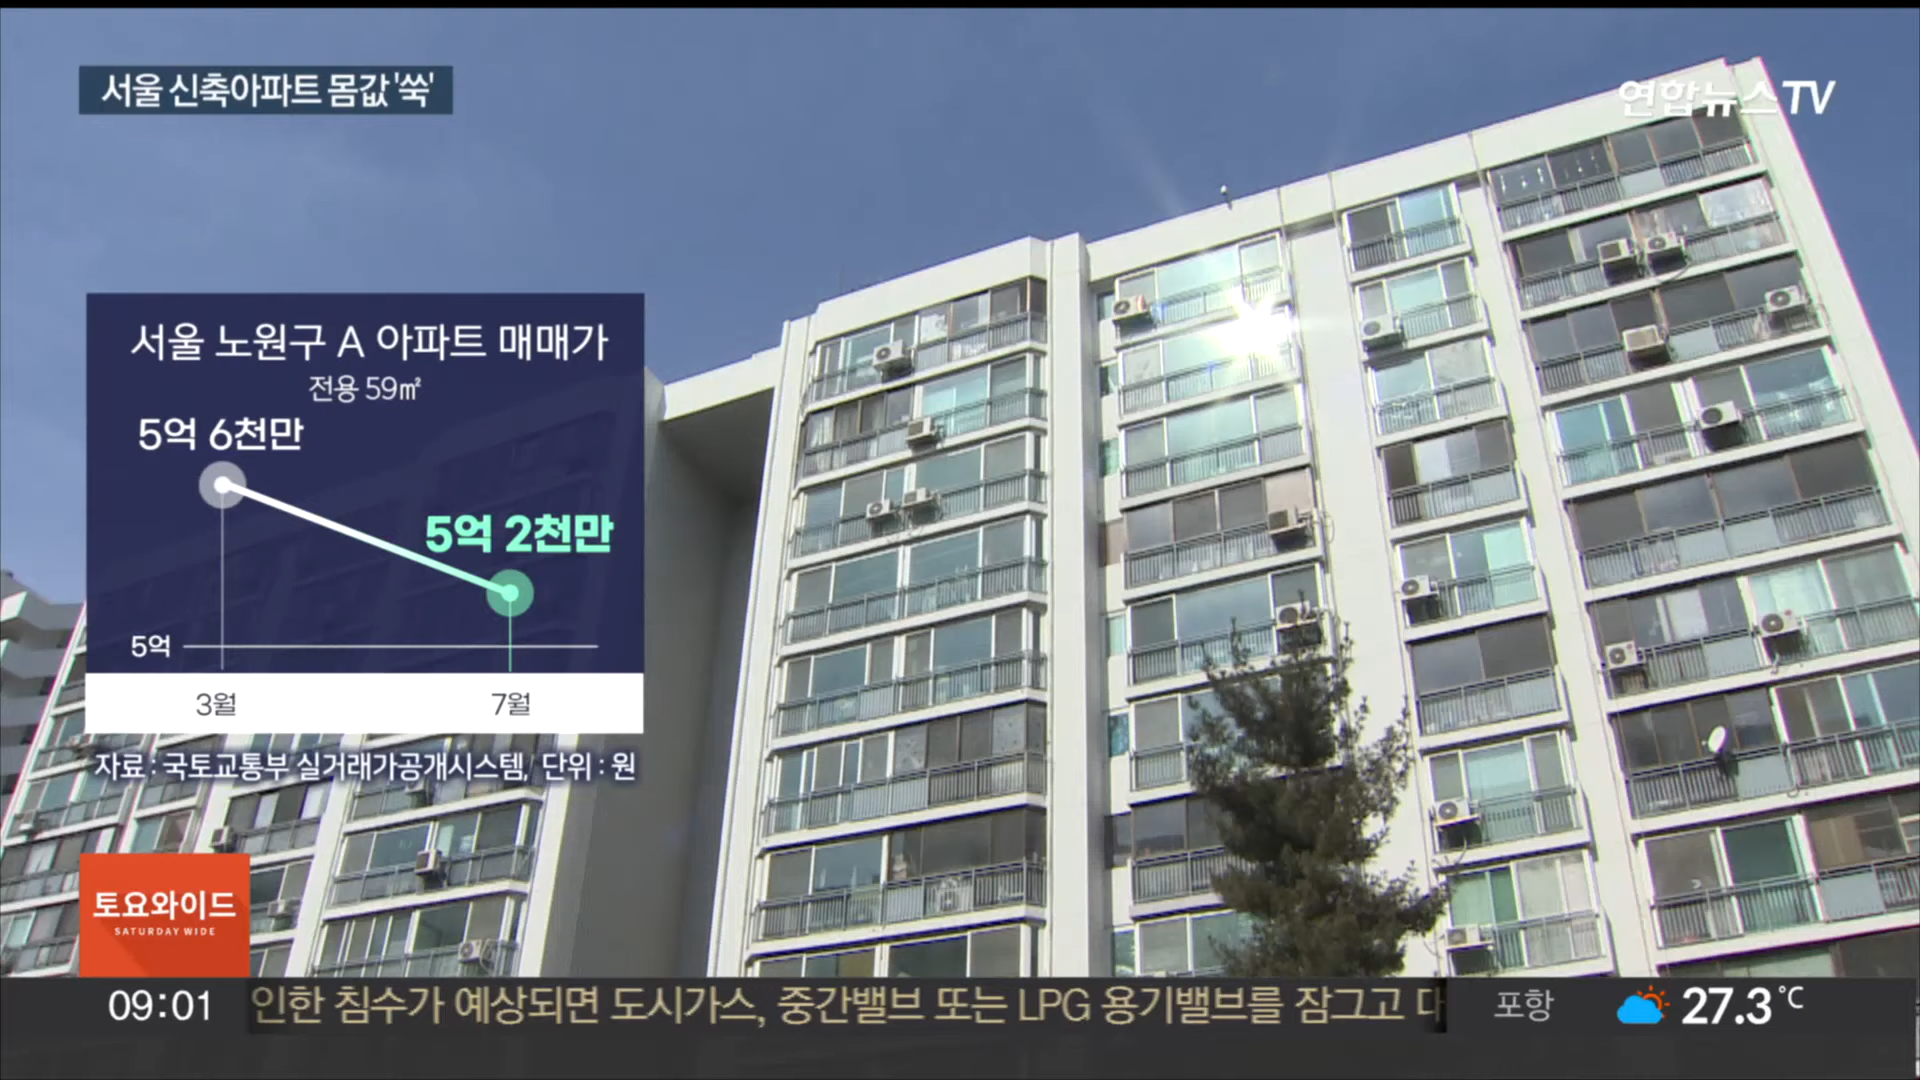 서울 신축아파트 몸값 '쑥'
연합뉴스TV
서울 노원구 A 아파트 매매가
전용 59㎡
5억 6천만
5억 2천만
5억
3월 7월
자료 : 국토교통부 실거래가공개시스템, 단위 : 원
토요와이드
SATURDAY WIDE
09:01 인한 침수가 예상되면 도시가스, 중간밸브 또는 LPG 용기밸브를 잠그고 포항 27.3℃